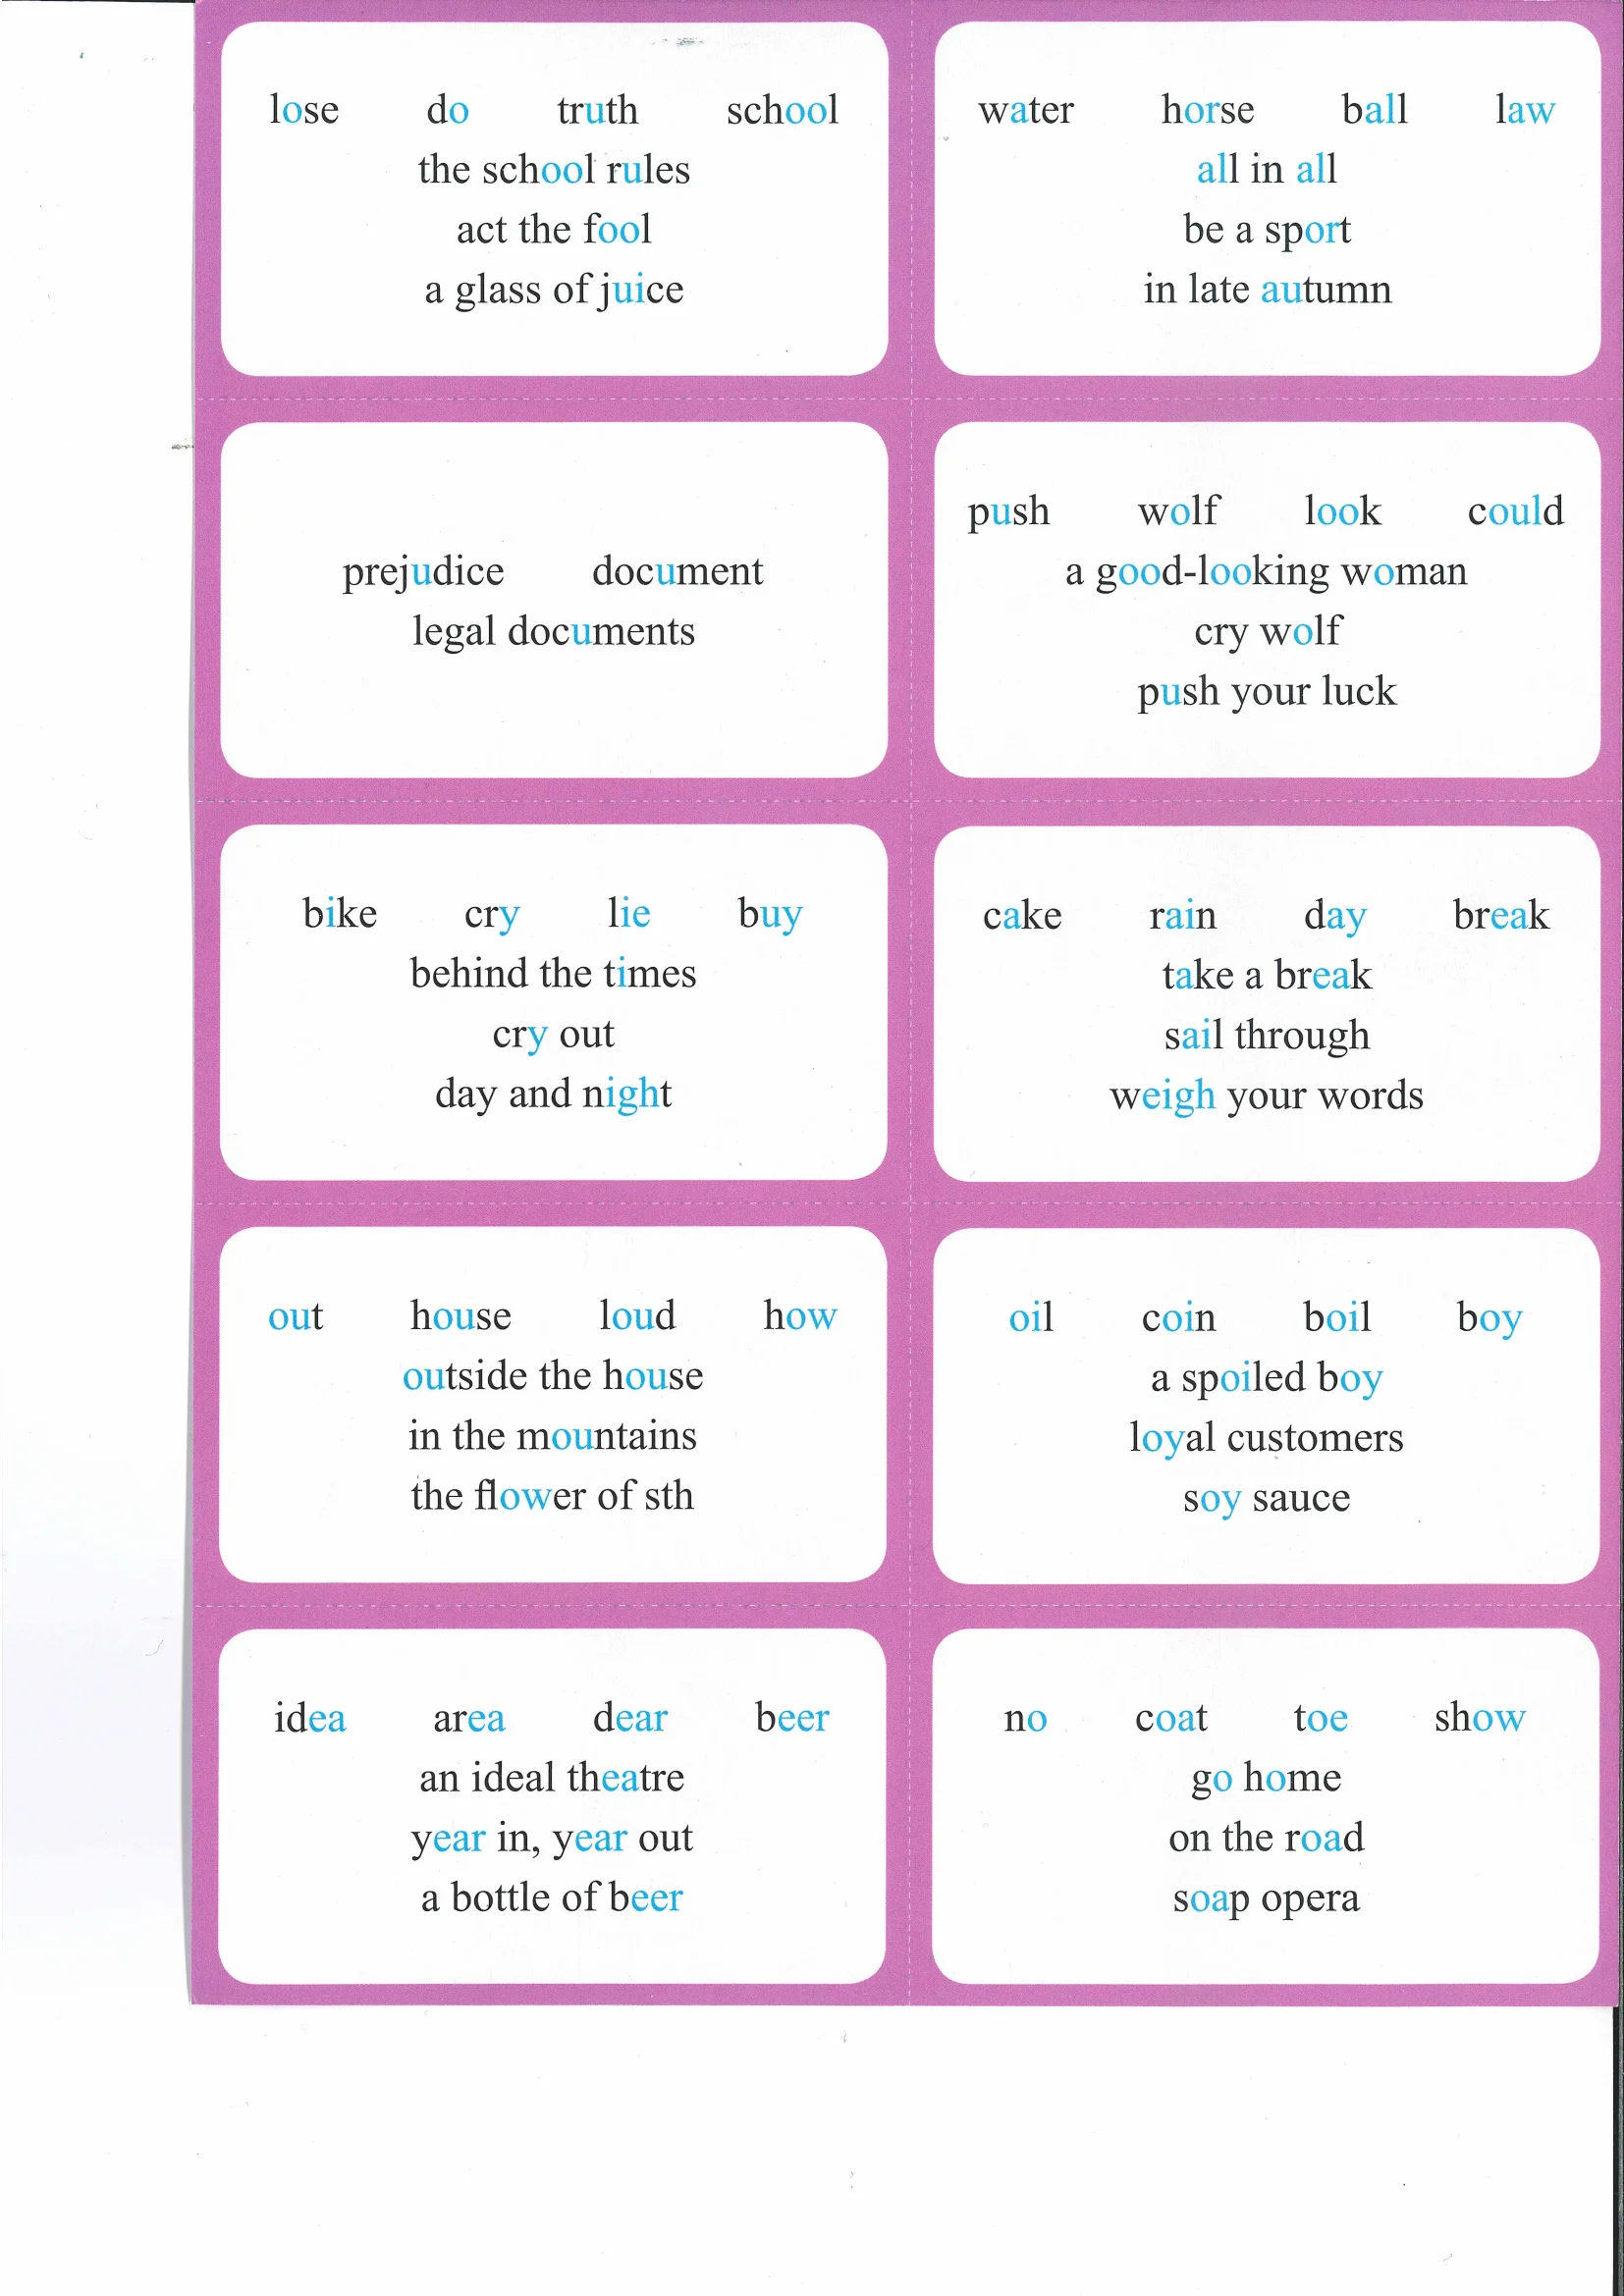 lose do truth school
the school rules
act the fool
a glass of juice
water horse ball law
all in all
be a sport
in late autumn
prejudice document
legal documents
push wolf look could
a good-looking woman
cry wolf
push your luck
bike cry lie buy
behind the times
cry out
day and night
cake rain day break
take a break
sail through
weigh your words
out house loud how
outside the house
in the mountains
the flower of sth
oil coin boil boy
a spoiled boy
loyal customers
soy sauce
idea area dear beer
an ideal theatre
year in, year out
a bottle of beer
no coat toe show
go home
on the road
soap opera